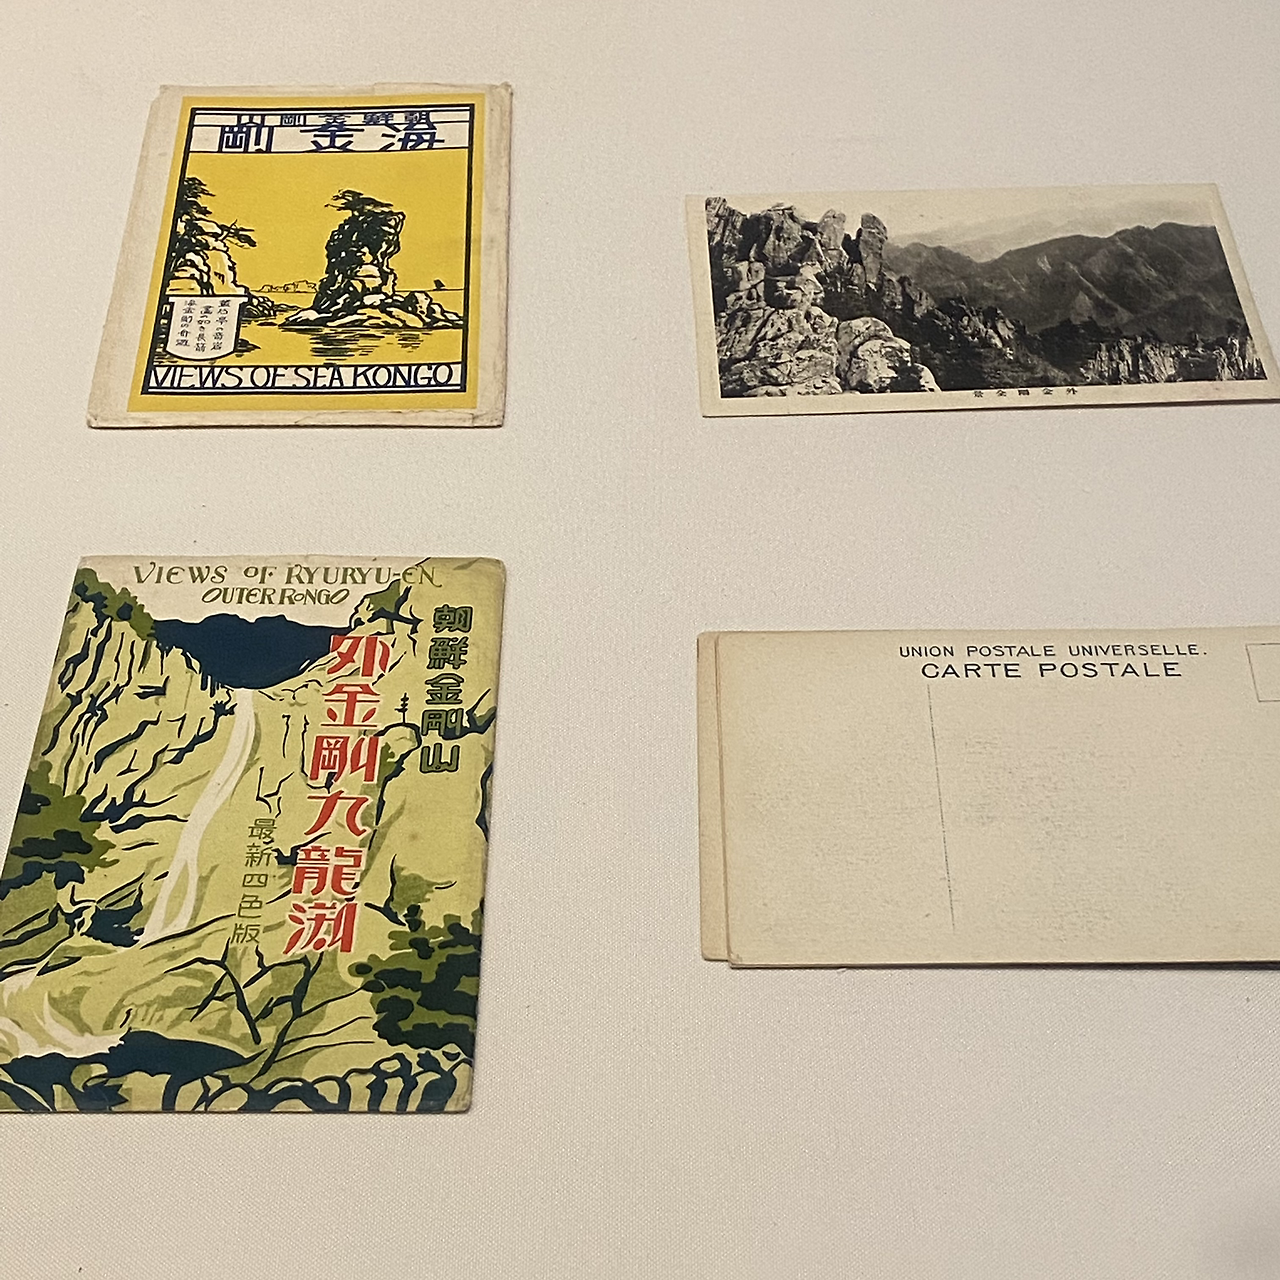 朝鮮金剛山
海金剛
VIEWS OF SEA KONGO
外金剛全景
VIEWS OF RYURYU-EN
OUTER KONGO
朝鮮金剛山
外金剛九龍淵
最新四色版
UNION POSTALE UNIVERSELLE.
CARTE POSTALE